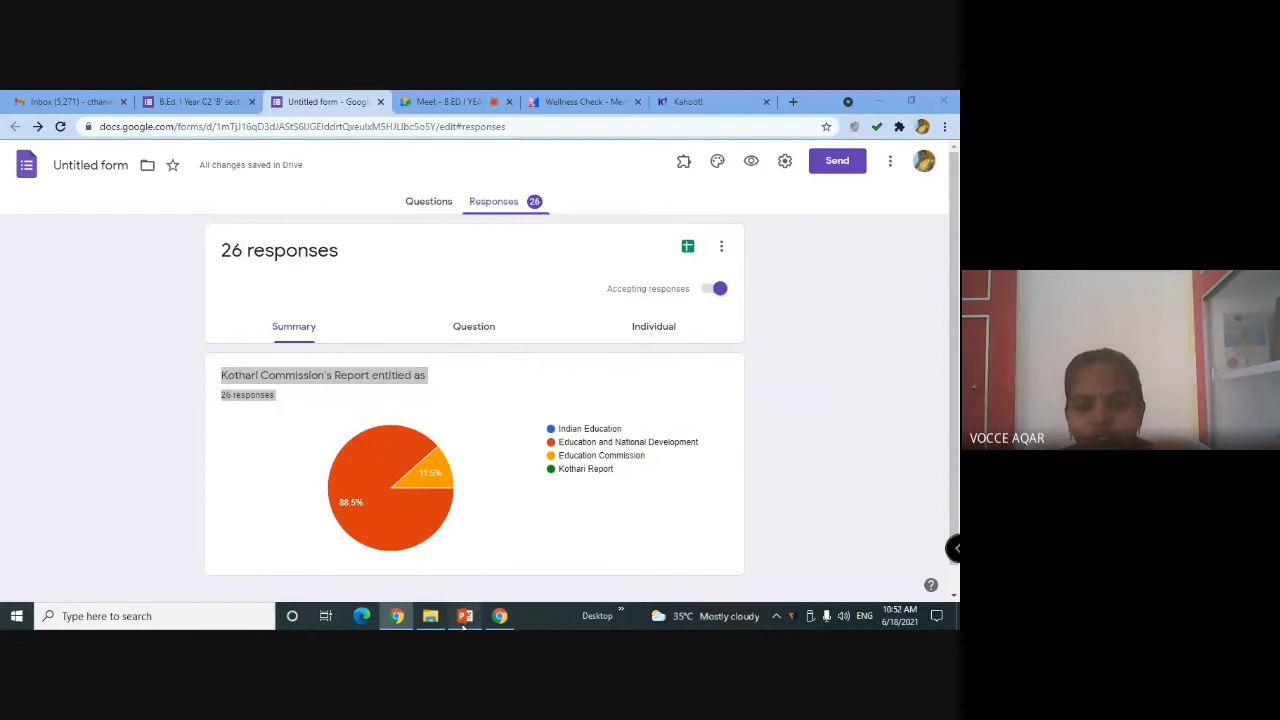 Inbox (5,271) - cthana
B.Ed. I Year C2 'B' sect
Untitled form - Google
Meet - B.ED I YEA
Wellness Check - Mem
Kahoot!
docs.google.com/forms/d/
/edit#responses
Untitled form
All changes saved in Drive
Send
Questions
Responses
26
26 responses
Accepting responses
Summary
Question
Individual
Kothari Commission's Report entitled as
26 responses
Indian Education
Education and National Development
Education Commission
Kothari Report
11.5%
88.5%
VOCCE AQAR
Type here to search
Desktop
35°C Mostly cloudy
ENG
10:52 AM
6/18/2021